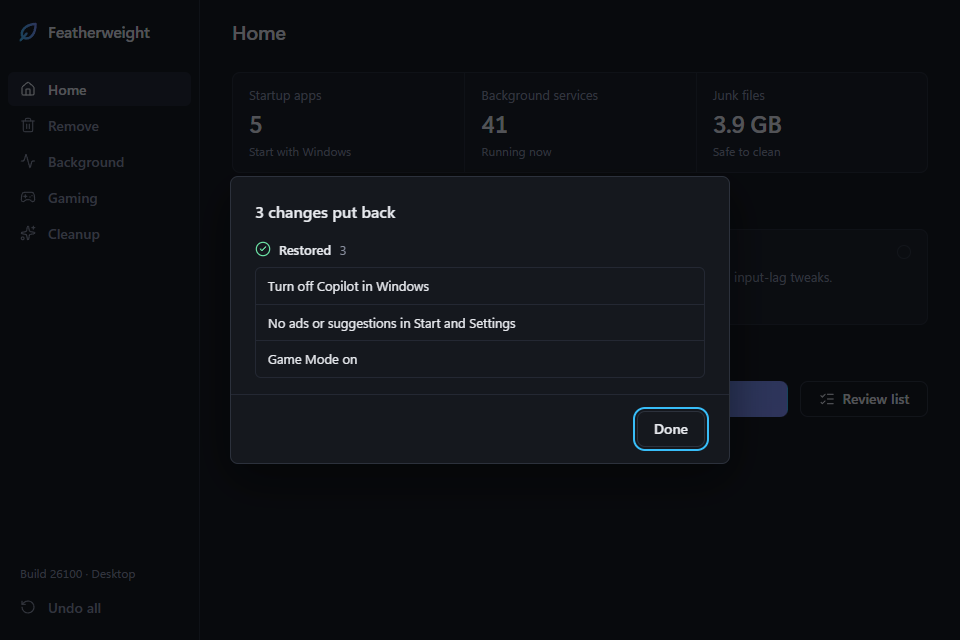 Featherweight
Home
Remove
Background
Gaming
Cleanup
Build 26100 · Desktop
Undo all
Home
Startup apps
5
Start with Windows
Background services
41
Running now
Junk files
3.9 GB
Safe to clean
input-lag tweaks.
Review list
3 changes put back
Restored 3
Turn off Copilot in Windows
No ads or suggestions in Start and Settings
Game Mode on
Done